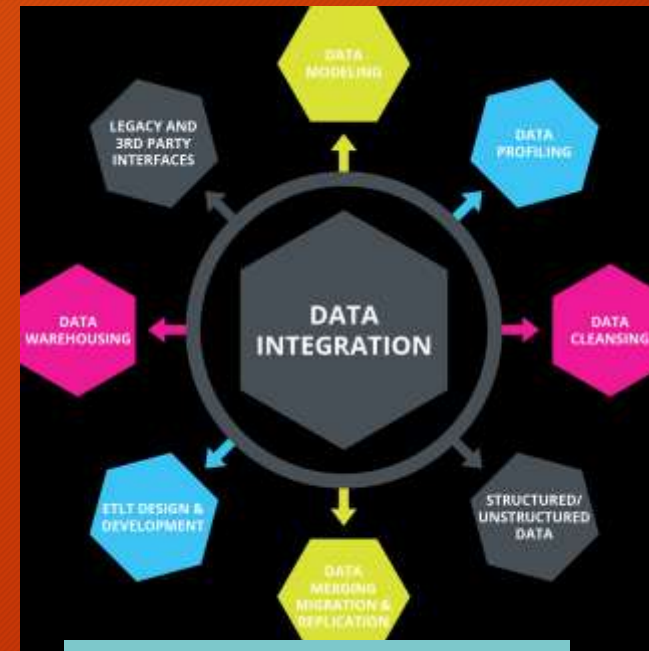 DATA
MODELING
LEGACY AND
3RD PARTY
INTERFACES
DATA
PROFILING
DATA
INTEGRATION
DATA
WAREHOUSING
DATA
CLEANSING
ETLT DESIGN &
DEVELOPMENT
STRUCTURED/
UNSTRUCTURED
DATA
DATA
MERGING
MIGRATION &
REPLICATION